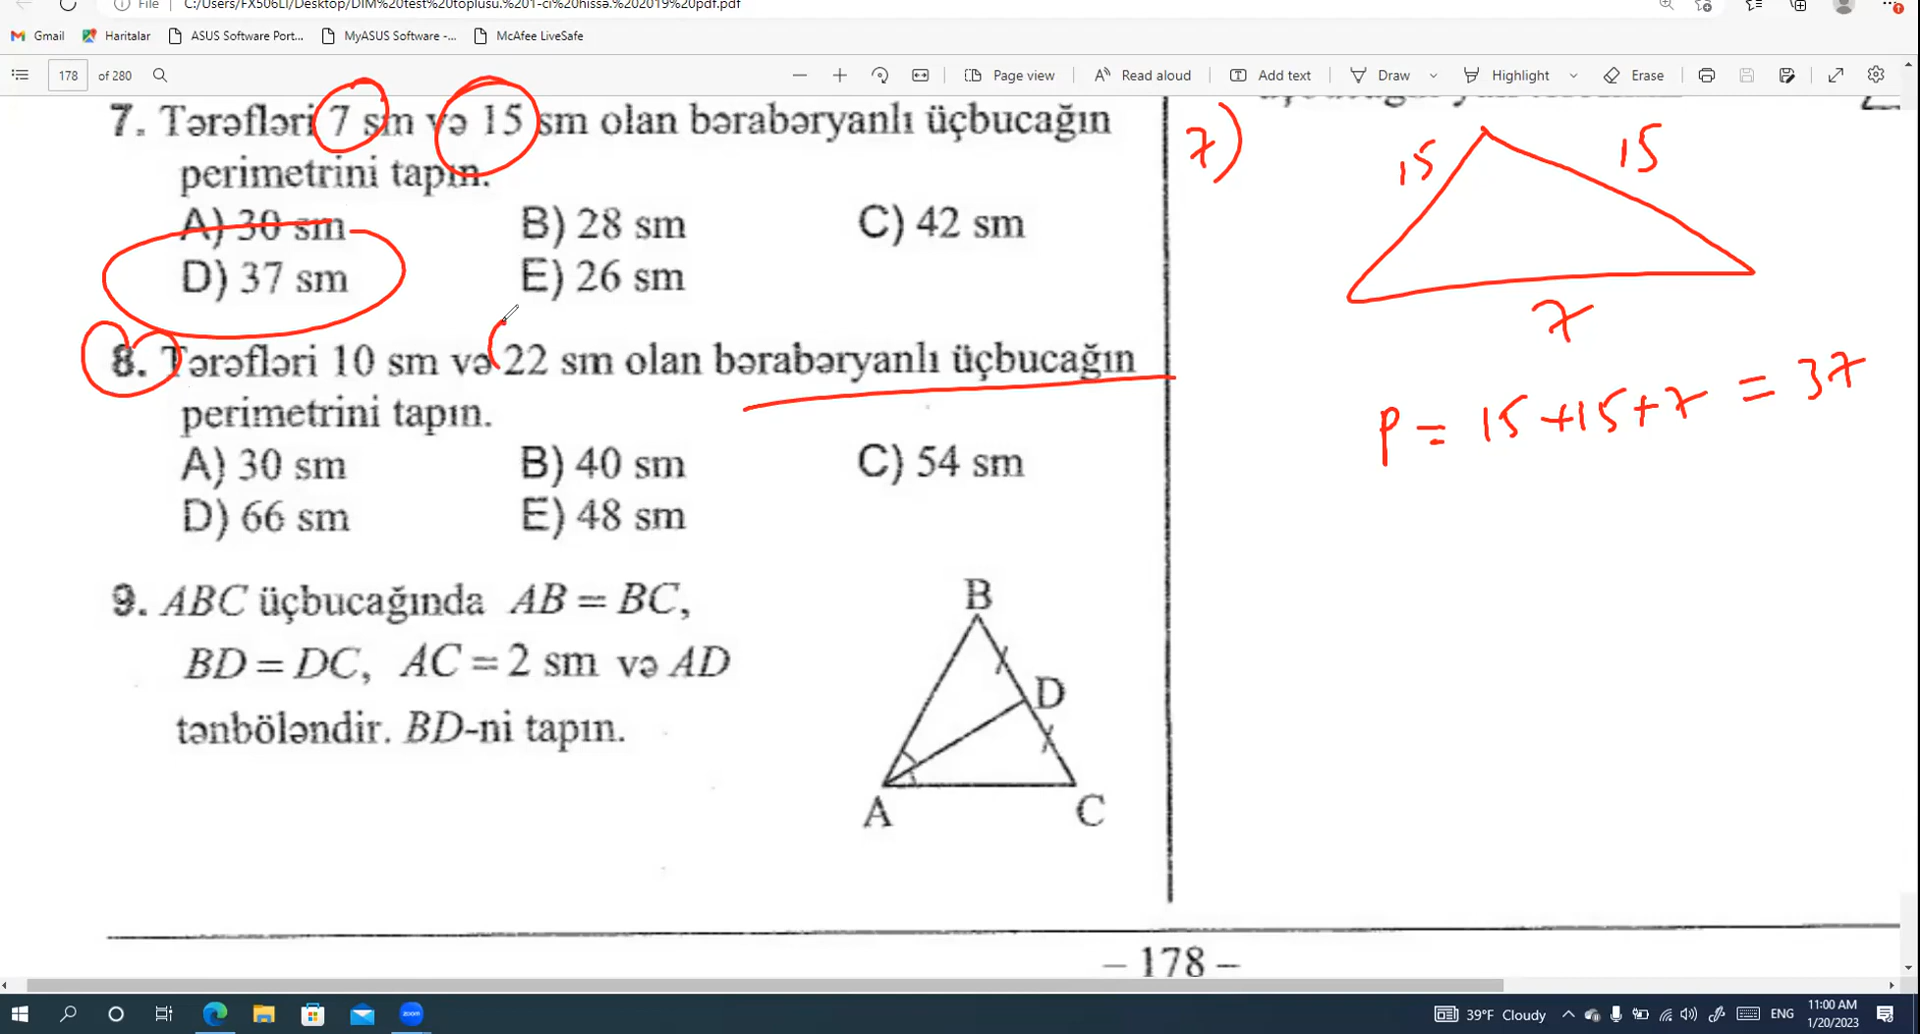 File
C:/Users/FX506LI/Desktop/DIM%20test%20toplusu.%201-ci%20hissə.%202019%20pdf.pdf
Gmail
Haritalar
ASUS Software Port...
MyASUS Software -...
McAfee LiveSafe
178 of 280
Page view
Read aloud
Add text
Draw
Highlight
Erase
7. Tərəfləri 7 sm və 15 sm olan bərabəryanlı üçbucağın
perimetrini tapın.
A) 30 sm B) 28 sm C) 42 sm
D) 37 sm E) 26 sm
8. Tərəfləri 10 sm və 22 sm olan bərabəryanlı üçbucağın
perimetrini tapın.
A) 30 sm B) 40 sm C) 54 sm
D) 66 sm E) 48 sm
9. ABC üçbucağında AB = BC,
BD = DC, AC = 2 sm və AD
tənböləndir. BD-ni tapın.
B
D
A
C
7)
15
15
7
P = 15+15+7 = 37
– 178 –
zoom
39°F Cloudy
ENG
11:00 AM
1/20/2023